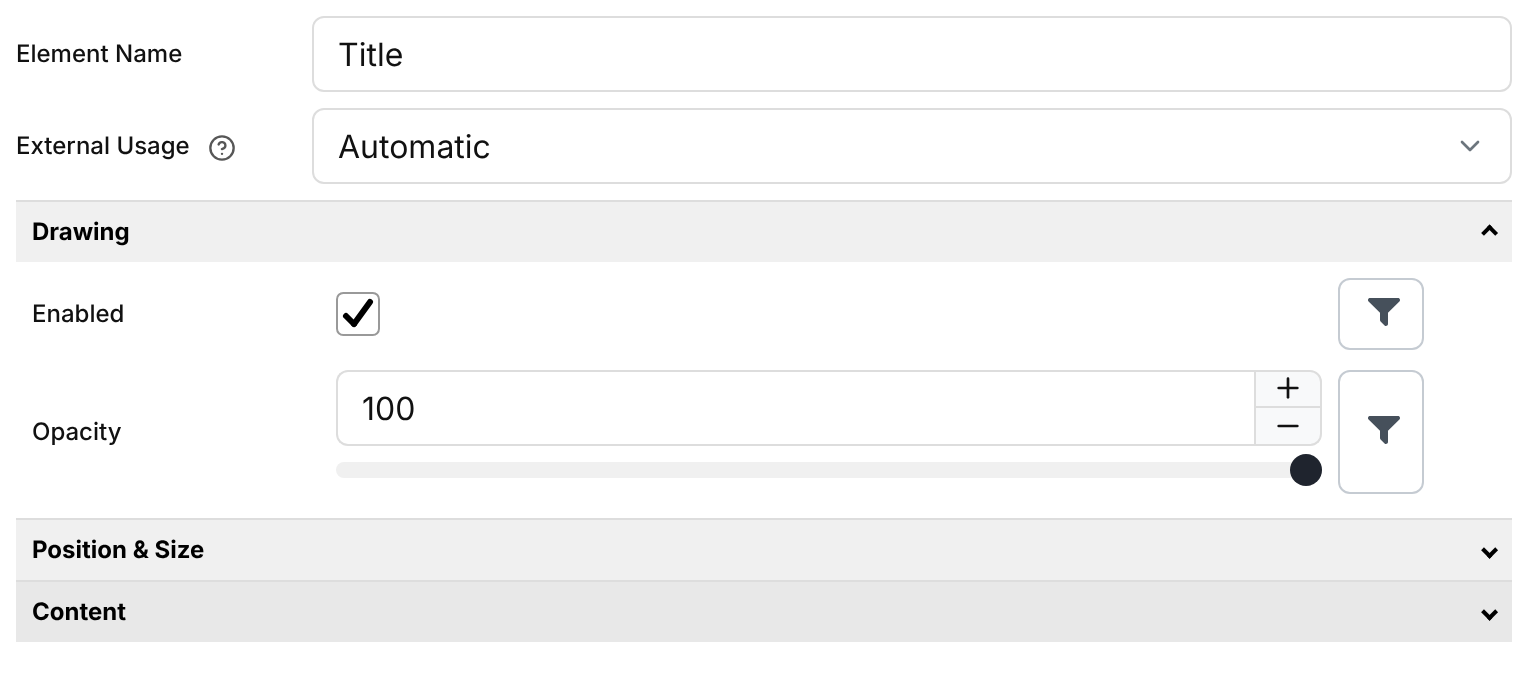 Element Name
Title
External Usage
Automatic
Drawing
Enabled
Opacity
100
Position & Size
Content